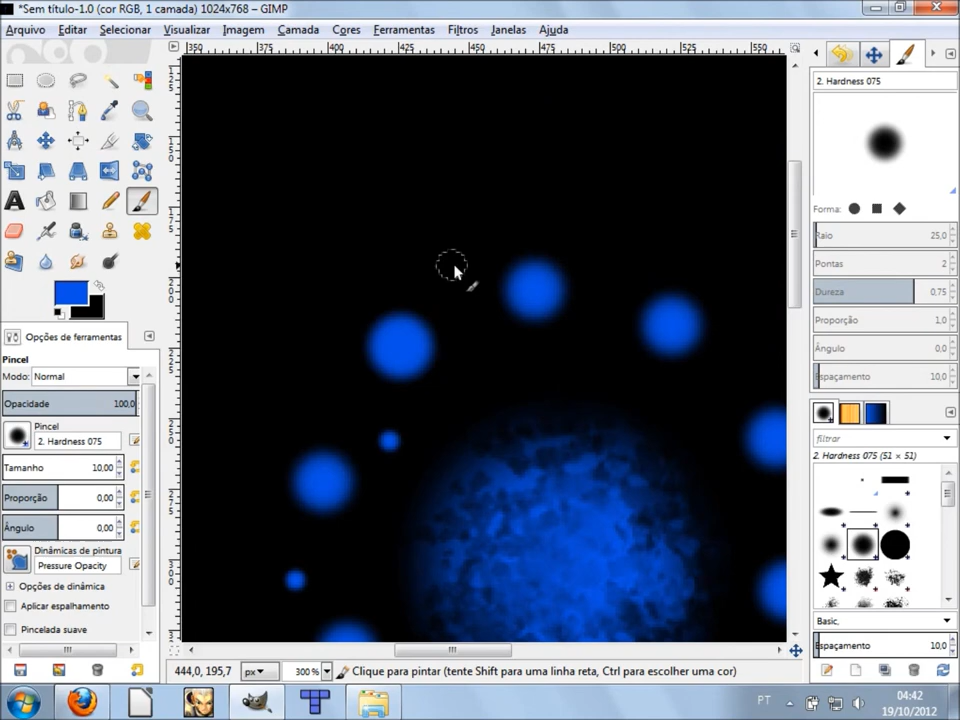 *Sem título-1.0 (cor RGB, 1 camada) 1024x768 – GIMP
Arquivo Editar Selecionar Visualizar Imagem Camada Cores Ferramentas Filtros Janelas Ajuda
350 375 400 425 450 475 500 525 550
2. Hardness 075
Forma:
Raio 25,0
Pontas 2
Dureza 0,75
Proporção 1,0
Ângulo 0,0
Espaçamento 10,0
Opções de ferramentas
Pincel
Modo: Normal
Opacidade 100,0
Pincel
2. Hardness 075
Tamanho 10,00
Proporção 0,00
Ângulo 0,00
Dinâmicas de pintura
Pressure Opacity
Opções de dinâmica
Aplicar espalhamento
Pincelada suave
filtrar
2. Hardness 075 (51 × 51)
Basic,
Espaçamento 10,0
444,0, 195,7 px 300 % Clique para pintar (tente Shift para uma linha reta, Ctrl para escolher uma cor)
PT 04:42
19/10/2012